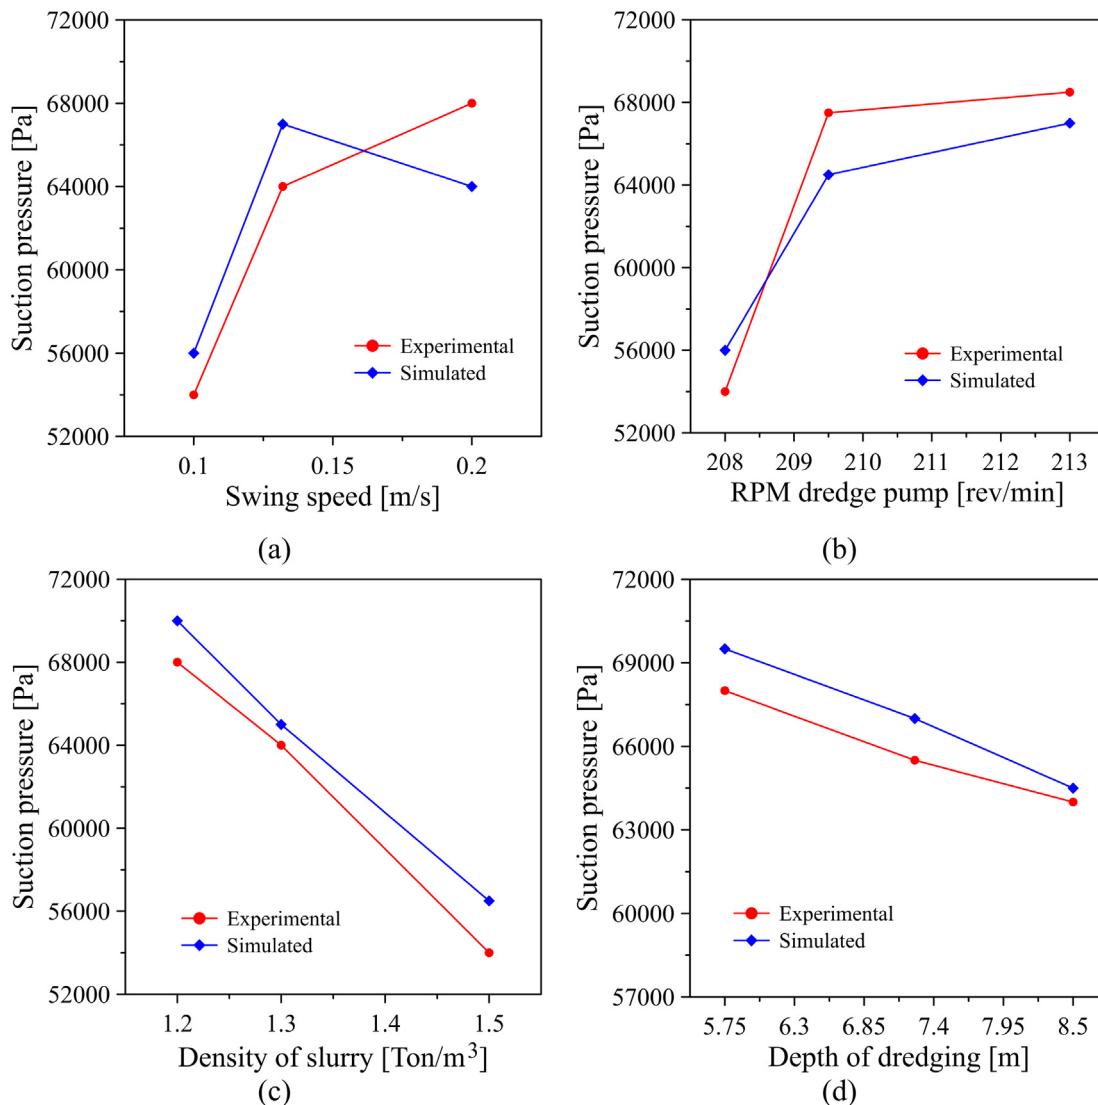 72000
68000
64000
60000
56000
52000
Suction pressure [Pa]
Experimental
Simulated
0.1 0.15 0.2
Swing speed [m/s]
(a)
72000
68000
64000
60000
56000
52000
Suction pressure [Pa]
Experimental
Simulated
208 209 210 211 212 213
RPM dredge pump [rev/min]
(b)
72000
68000
64000
60000
56000
52000
Suction pressure [Pa]
Experimental
Simulated
1.2 1.3 1.4 1.5
Density of slurry [Ton/m³]
(c)
72000
69000
66000
63000
60000
57000
Suction pressure [Pa]
Experimental
Simulated
5.75 6.3 6.85 7.4 7.95 8.5
Depth of dredging [m]
(d)